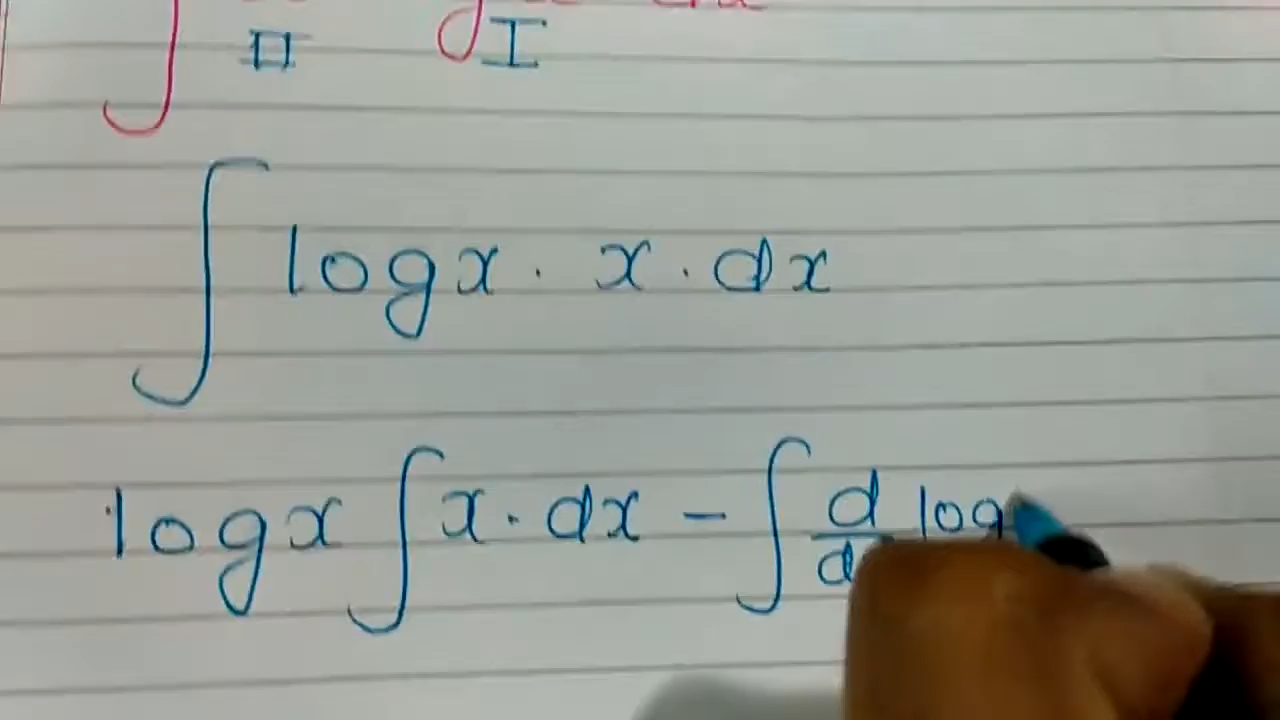 ∫ II I
∫ log x . x . dx
log x ∫ x . dx - ∫ d/d log